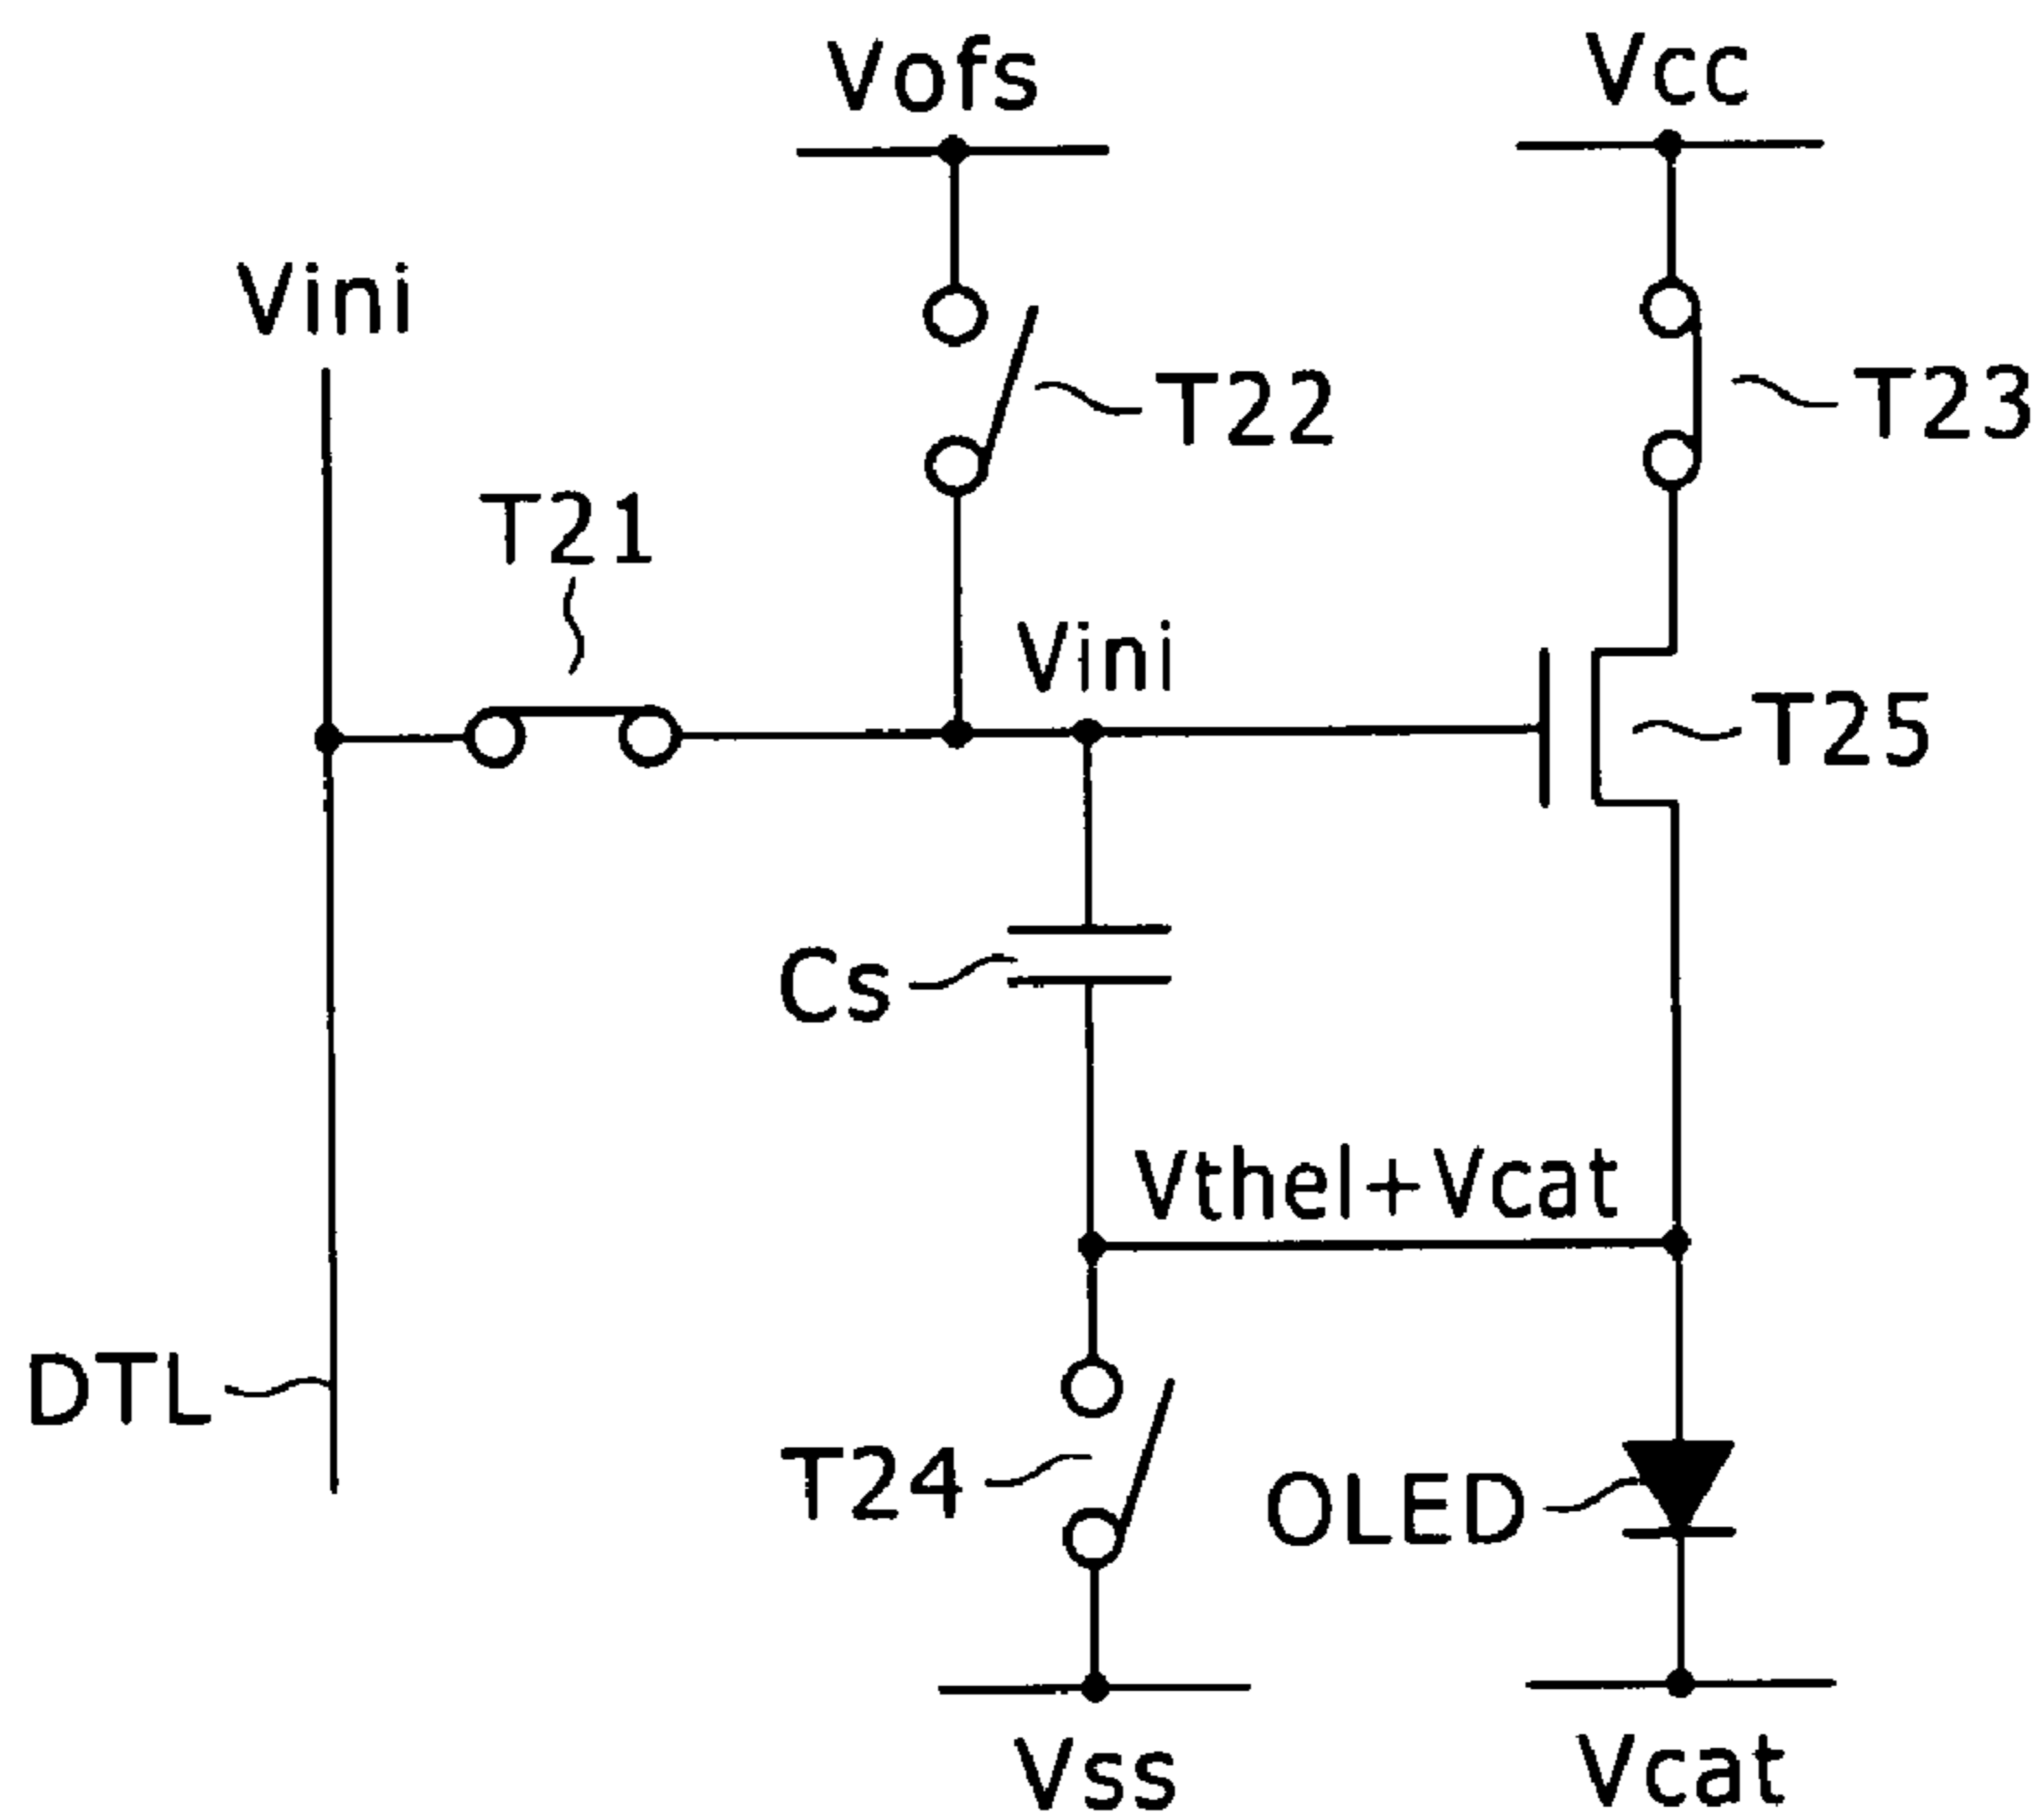 Vofs
Vcc
Vini
T22
T23
T21
Vini
T25
Cs
Vthel+Vcat
DTL
T24
OLED
Vss
Vcat